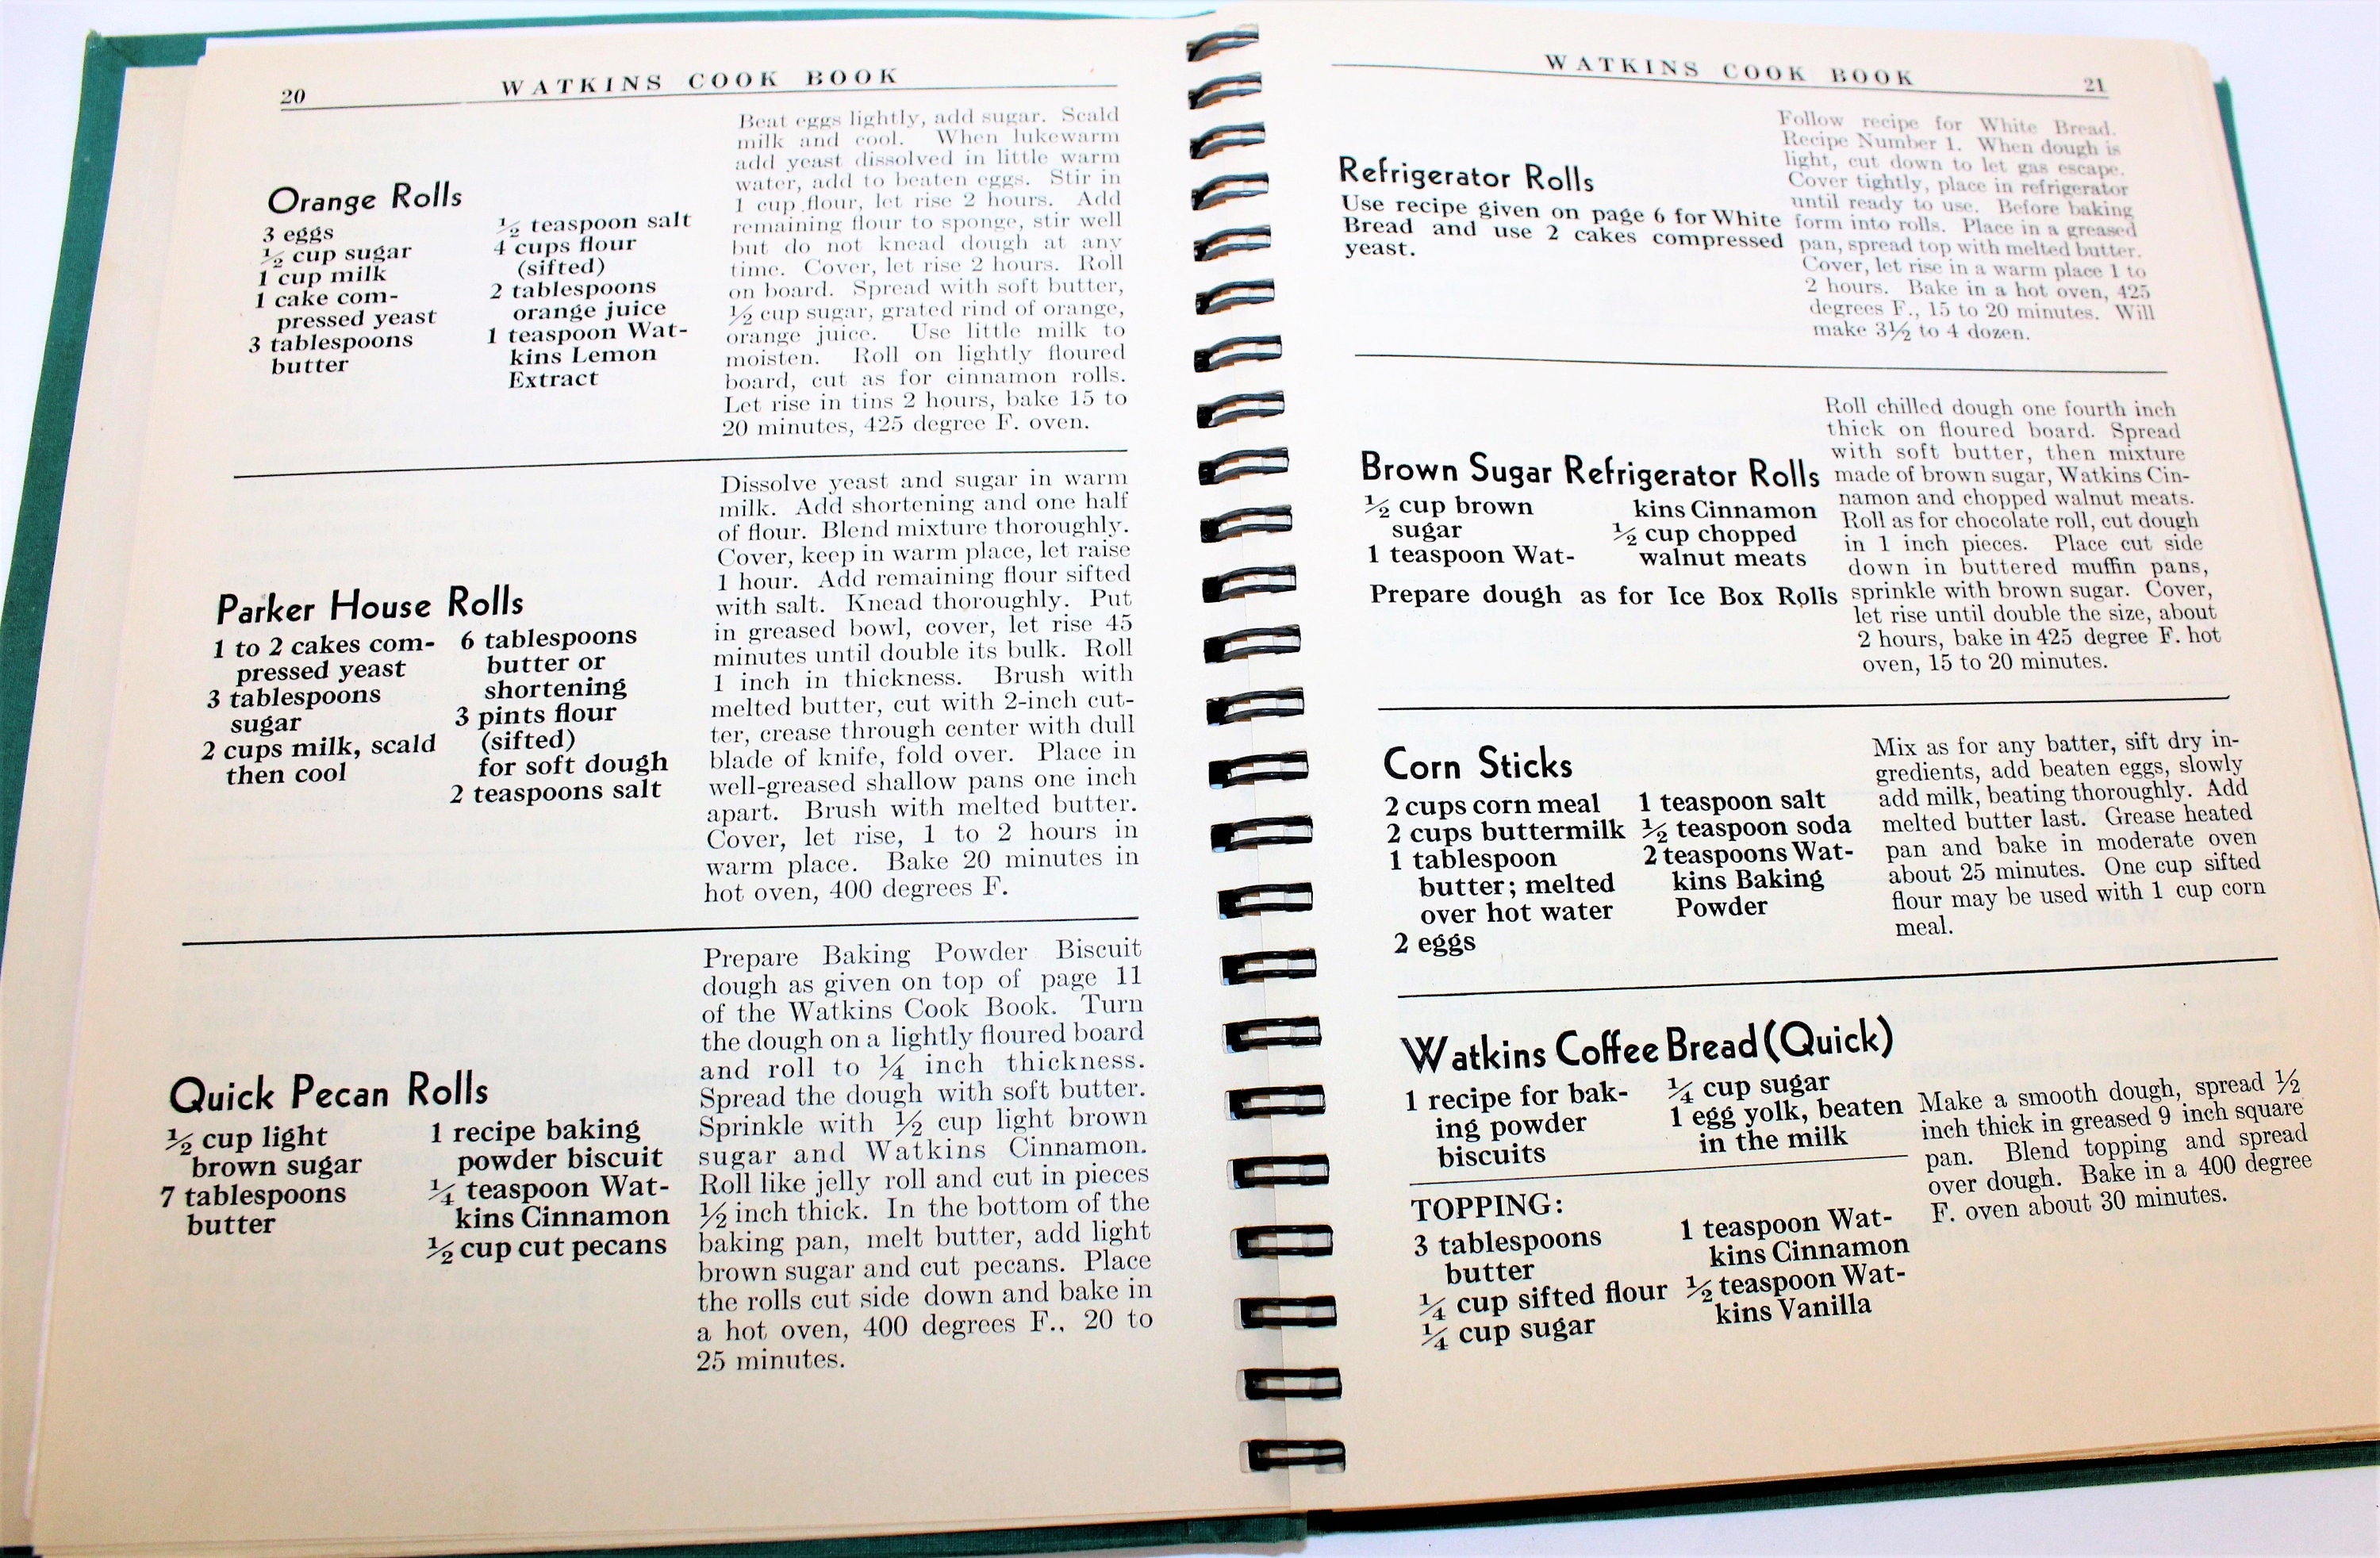 20
WATKINS COOK BOOK
Orange Rolls
3 eggs
½ cup sugar
1 cup milk
1 cake com-
pressed yeast
3 tablespoons
butter
½ teaspoon salt
4 cups flour
(sifted)
2 tablespoons
orange juice
1 teaspoon Wat-
kins Lemon
Extract
Beat eggs lightly, add sugar. Scald
milk and cool. When lukewarm
add yeast dissolved in little warm
water, add to beaten eggs. Stir in
1 cup flour, let rise 2 hours. Add
remaining flour to sponge, stir well
but do not knead dough at any
time. Cover, let rise 2 hours. Roll
on board. Spread with soft butter,
½ cup sugar, grated rind of orange,
orange juice. Use little milk to
moisten. Roll on lightly floured
board, cut as for cinnamon rolls.
Let rise in tins 2 hours, bake 15 to
20 minutes, 425 degree F. oven.
Parker House Rolls
1 to 2 cakes com-
pressed yeast
3 tablespoons
sugar
2 cups milk, scald
then cool
6 tablespoons
butter or
shortening
3 pints flour
(sifted)
for soft dough
2 teaspoons salt
Dissolve yeast and sugar in warm
milk. Add shortening and one half
of flour. Blend mixture thoroughly.
Cover, keep in warm place, let raise
1 hour. Add remaining flour sifted
with salt. Knead thoroughly. Put
in greased bowl, cover, let rise 45
minutes until double its bulk. Roll
1 inch in thickness. Brush with
melted butter, cut with 2-inch cut-
ter, crease through center with dull
blade of knife, fold over. Place in
well-greased shallow pans one inch
apart. Brush with melted butter.
Cover, let rise, 1 to 2 hours in
warm place. Bake 20 minutes in
hot oven, 400 degrees F.
Quick Pecan Rolls
½ cup light
brown sugar
7 tablespoons
butter
1 recipe baking
powder biscuit
¼ teaspoon Wat-
kins Cinnamon
½ cup cut pecans
Prepare Baking Powder Biscuit
dough as given on top of page 11
of the Watkins Cook Book. Turn
the dough on a lightly floured board
and roll to ¼ inch thickness.
Spread the dough with soft butter.
Sprinkle with ½ cup light brown
sugar and Watkins Cinnamon.
Roll like jelly roll and cut in pieces
½ inch thick. In the bottom of the
baking pan, melt butter, add light
brown sugar and cut pecans. Place
the rolls cut side down and bake in
a hot oven, 400 degrees F., 20 to
25 minutes.
WATKINS COOK BOOK
21
Refrigerator Rolls
Use recipe given on page 6 for White
Bread and use 2 cakes compressed
yeast.
Follow recipe for White Bread.
Recipe Number 1. When dough is
light, cut down to let gas escape.
Cover tightly, place in refrigerator
until ready to use. Before baking
form into rolls. Place in a greased
pan, spread top with melted butter.
Cover, let rise in a warm place 1 to
2 hours. Bake in a hot oven, 425
degrees F., 15 to 20 minutes. Will
make 3½ to 4 dozen.
Brown Sugar Refrigerator Rolls
½ cup brown
sugar
1 teaspoon Wat-
kins Cinnamon
½ cup chopped
walnut meats
Prepare dough as for Ice Box Rolls
Roll chilled dough one fourth inch
thick on floured board. Spread
with soft butter, then mixture
made of brown sugar, Watkins Cin-
namon and chopped walnut meats.
Roll as for chocolate roll, cut dough
in 1 inch pieces. Place cut side
down in buttered muffin pans,
sprinkle with brown sugar. Cover,
let rise until double the size, about
2 hours, bake in 425 degree F. hot
oven, 15 to 20 minutes.
Corn Sticks
2 cups corn meal
2 cups buttermilk
1 tablespoon
butter; melted
over hot water
2 eggs
1 teaspoon salt
½ teaspoon soda
2 teaspoons Wat-
kins Baking
Powder
Mix as for any batter, sift dry in-
gredients, add beaten eggs, slowly
add milk, beating thoroughly. Add
melted butter last. Grease heated
pan and bake in moderate oven
about 25 minutes. One cup sifted
flour may be used with 1 cup corn
meal.
Watkins Coffee Bread (Quick)
1 recipe for bak-
ing powder
biscuits
¼ cup sugar
1 egg yolk, beaten
in the milk
TOPPING:
3 tablespoons
butter
¼ cup sifted flour
¼ cup sugar
1 teaspoon Wat-
kins Cinnamon
½ teaspoon Wat-
kins Vanilla
Make a smooth dough, spread ½
inch thick in greased 9 inch square
pan. Blend topping and spread
over dough. Bake in a 400 degree
F. oven about 30 minutes.